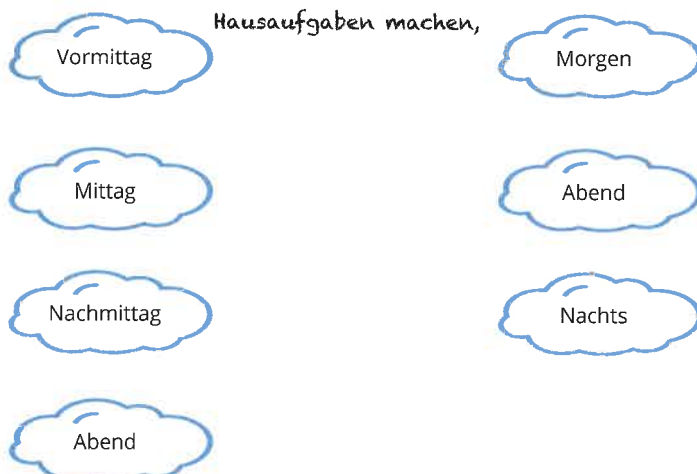 Hausaufgaben machen,
Vormittag
Morgen
Mittag
Abend
Nachmittag
Nachts
Abend